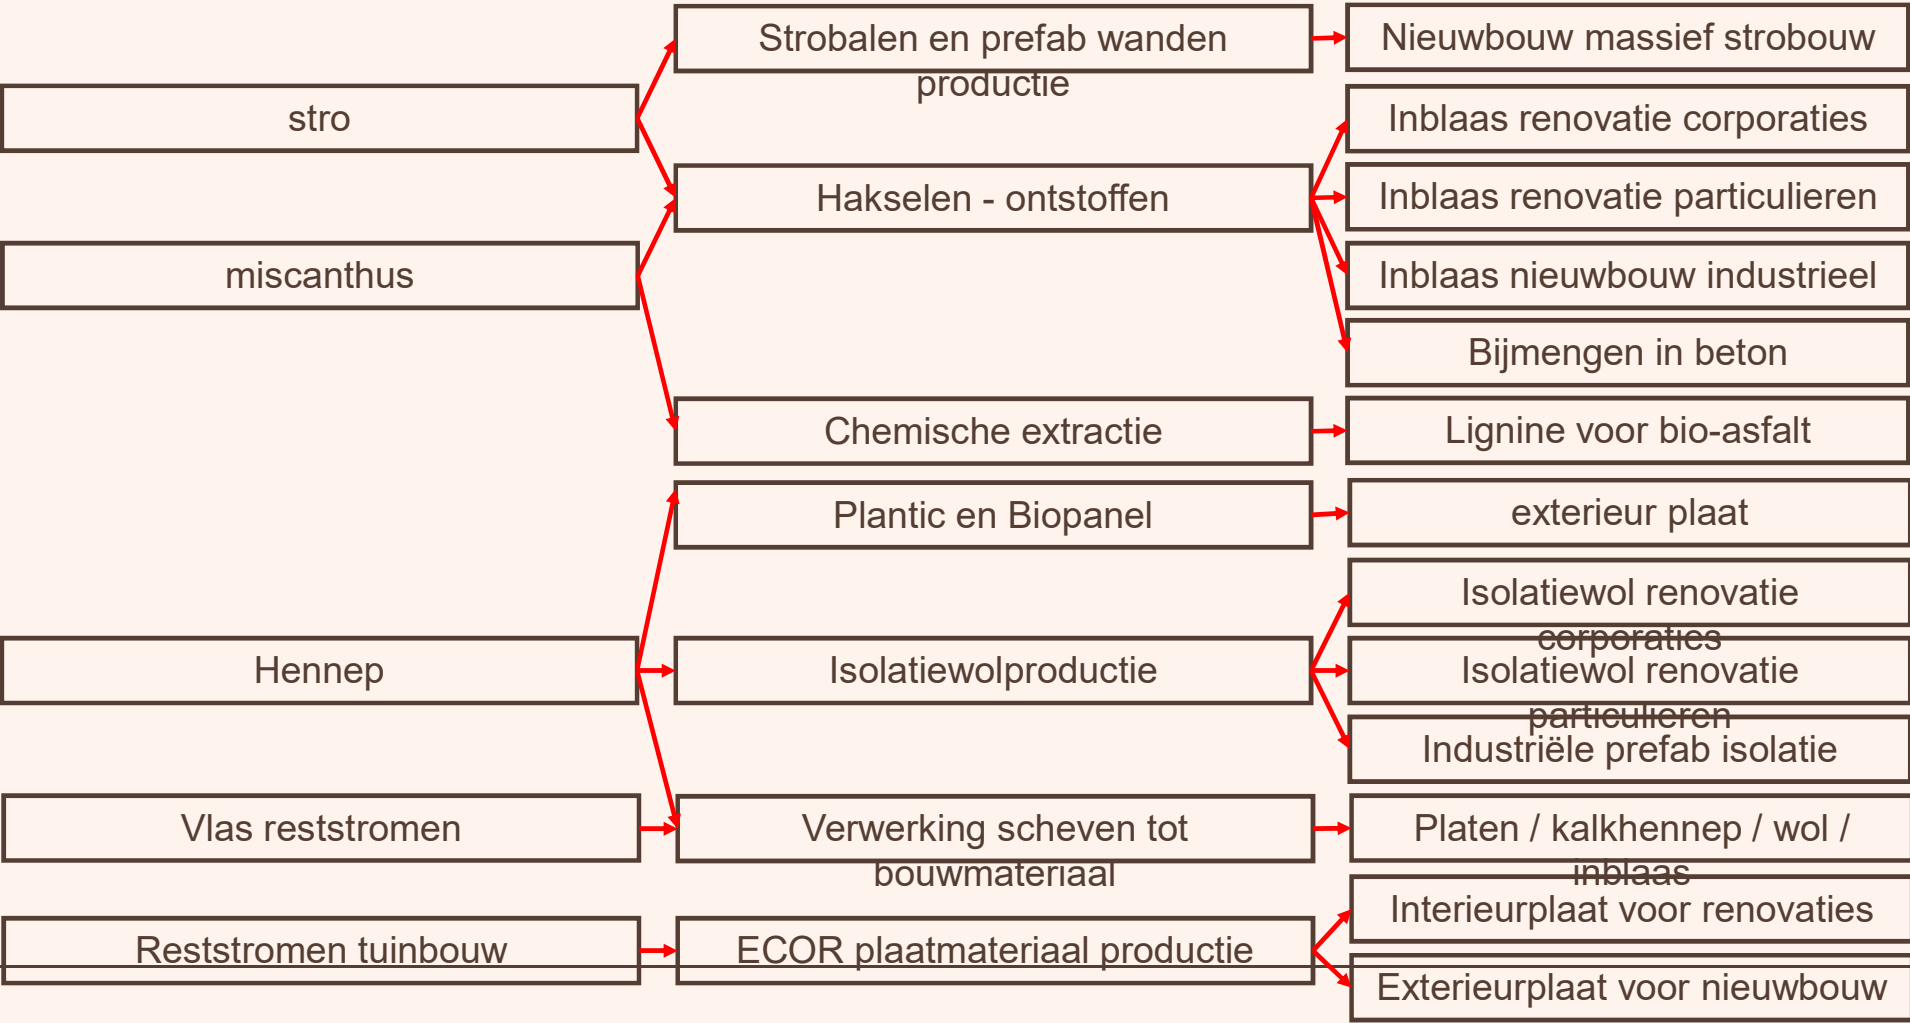 Strobalen en prefab wanden
productie
Nieuwbouw massief strobouw
stro
Inblaas renovatie corporaties
Hakselen - ontstoffen
Inblaas renovatie particulieren
miscanthus
Inblaas nieuwbouw industrieel
Bijmengen in beton
Chemische extractie
Lignine voor bio-asfalt
Plantic en Biopanel
exterieur plaat
Isolatiewol renovatie
corporaties
Hennep
Isolatiewolproductie
Isolatiewol renovatie
particulieren
Industriële prefab isolatie
Vlas reststromen
Verwerking scheven tot
bouwmateriaal
Platen / kalkhennep / wol /
inblaas
Interieurplaat voor renovaties
Reststromen tuinbouw
ECOR plaatmateriaal productie
Exterieurplaat voor nieuwbouw